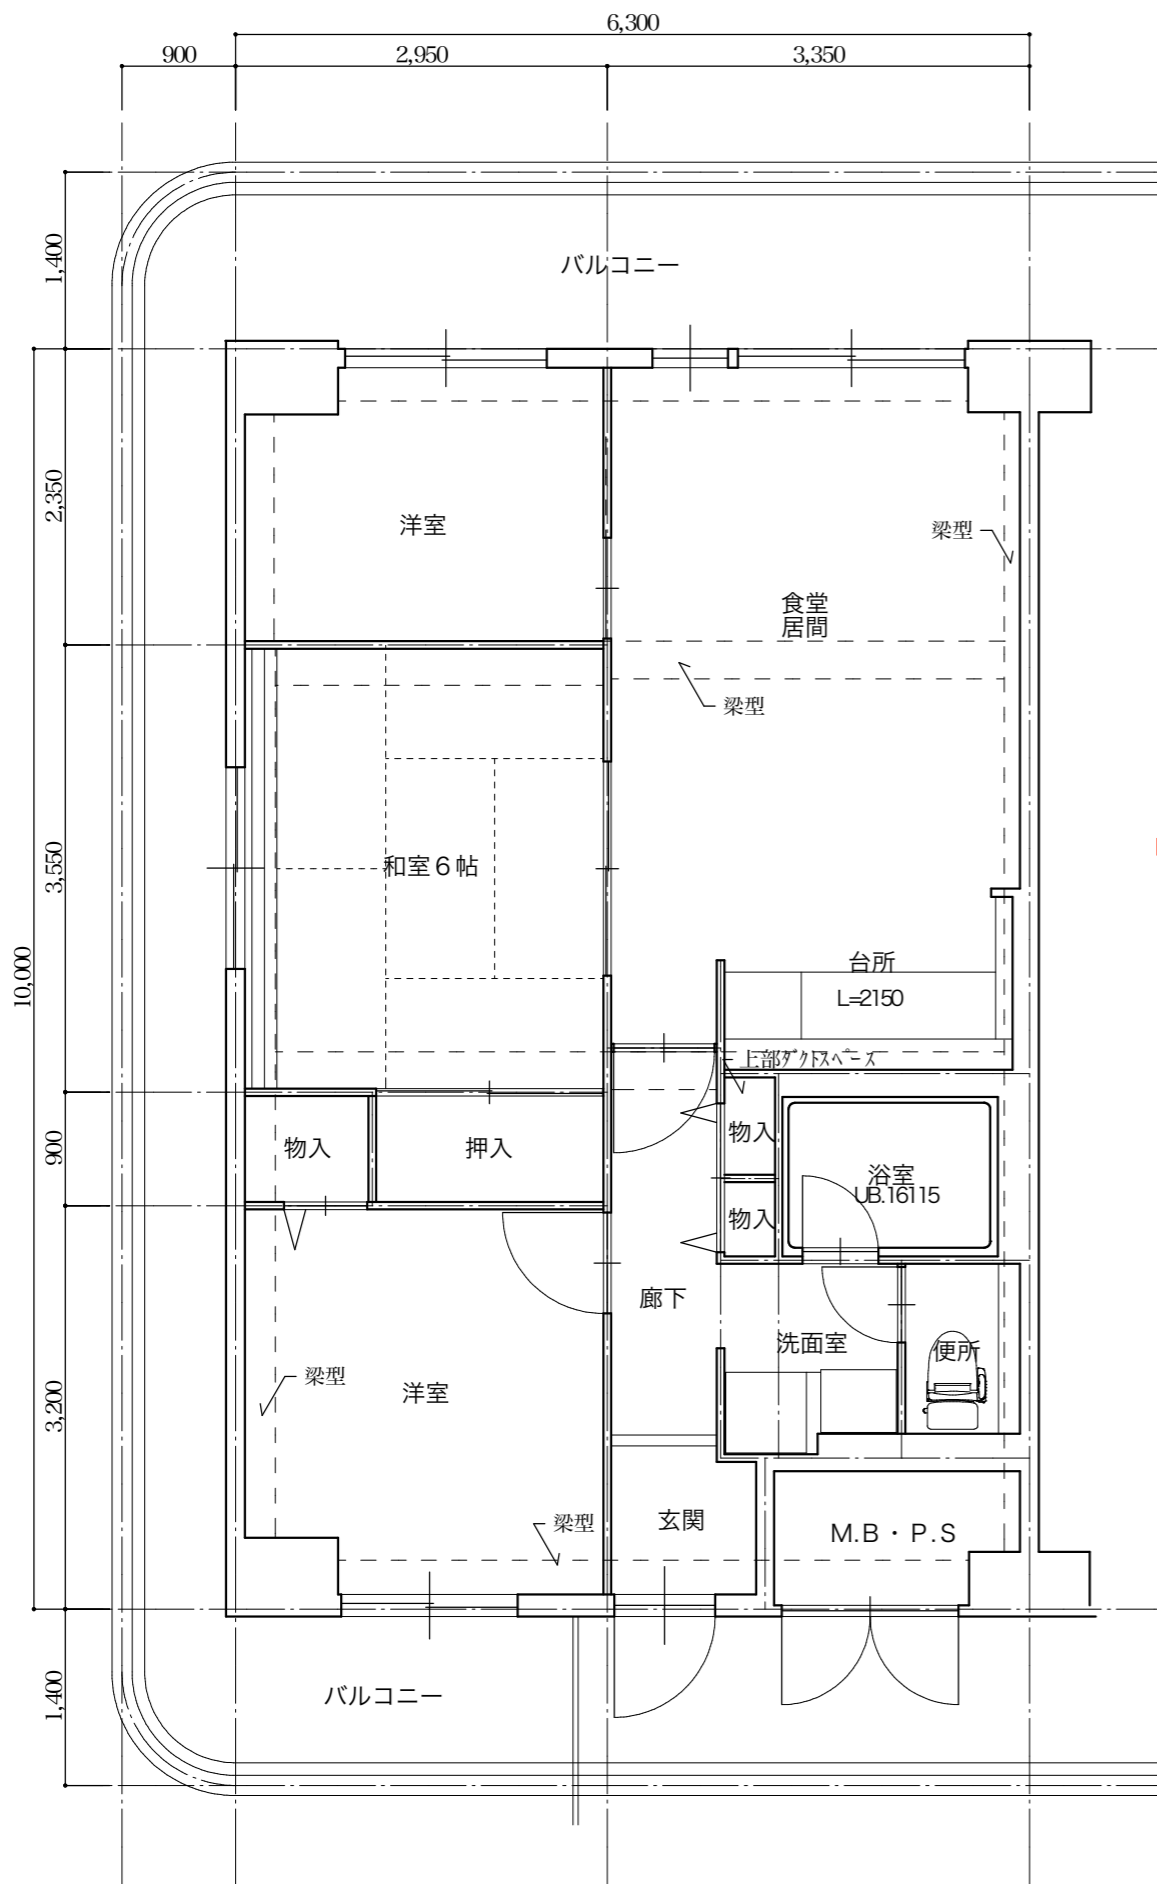 6,300
900
2,950
3,350
1,400
バルコニー
2,350
洋室
梁型
食堂
居間
梁型
3,550
和室６帖
10,000
台所
L=2150
上部ダクトスペース
900
物入
押入
物入
浴室
UB.16115
物入
廊下
洗面室
便所
3,200
梁型
洋室
梁型
玄関
M.B・P.S
1,400
バルコニー